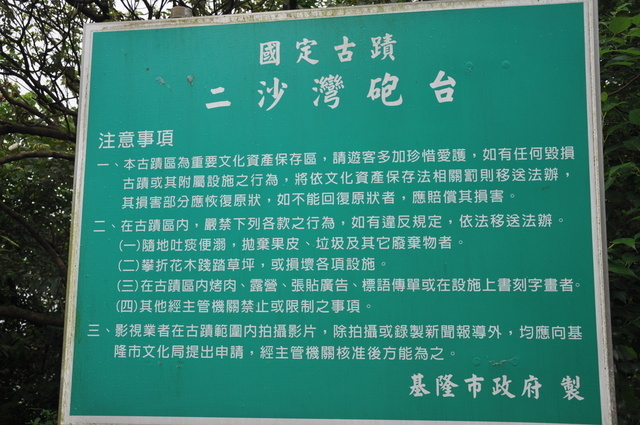 國定古蹟
二沙灣砲台
注意事項
一、本古蹟區為重要文化資產保存區，請遊客多加珍惜愛護，如有任何毀損
古蹟或其附屬設施之行為，將依文化資產保存法相關罰則移送法辦，
其損害部分應恢復原狀，如不能回復原狀者，應賠償其損害。
二、在古蹟區內，嚴禁下列各款之行為，如有違反規定，依法移送法辦。
(一)隨地吐痰便溺，拋棄果皮、垃圾及其它廢棄物者。
(二)攀折花木踐踏草坪，或損壞各項設施。
(三)在古蹟區內烤肉、露營、張貼廣告、標語傳單或在設施上書刻字畫者。
(四)其他經主管機關禁止或限制之事項。
三、影視業者在古蹟範圍內拍攝影片，除拍攝或錄製新聞報導外，均應向基
隆市文化局提出申請，經主管機關核准後方能為之。
基隆市政府 製